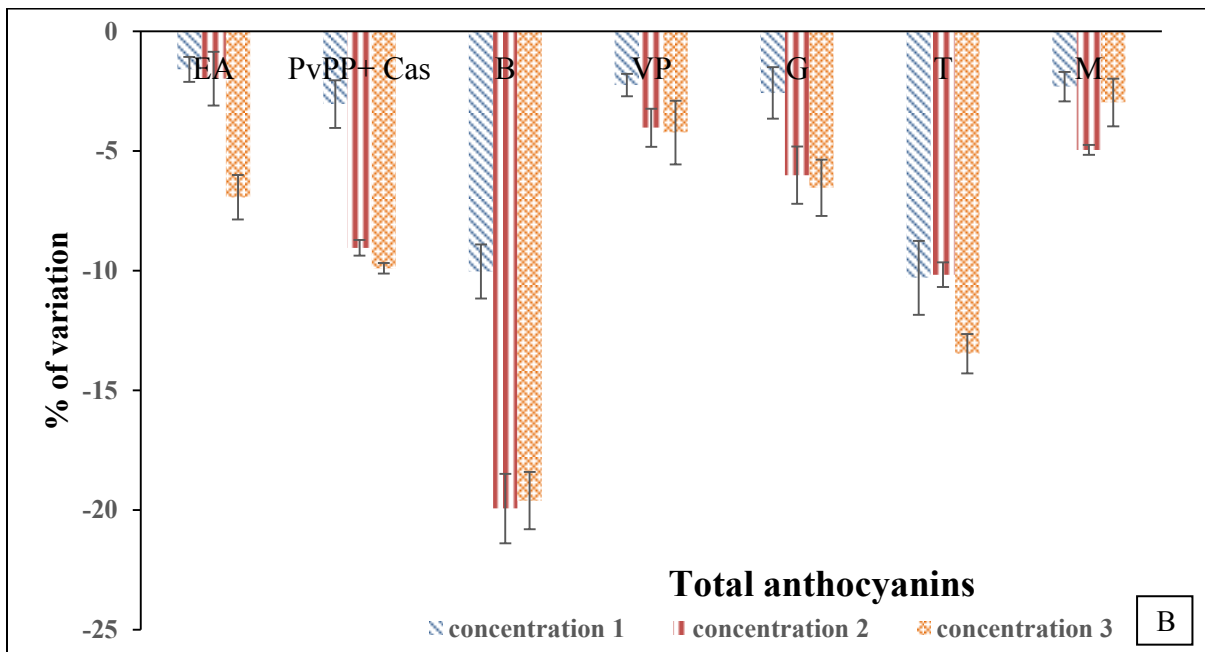 0
EA PvPP+ Cas B VP G T M
-5
-10
-15
-20
-25
% of variation
Total anthocyanins
concentration 1 concentration 2 concentration 3
B